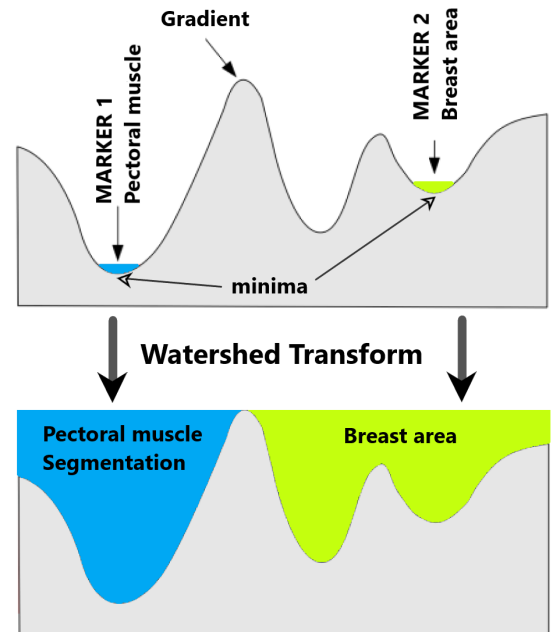 Gradient
MARKER 1
Pectoral muscle
MARKER 2
Breast area
minima
Watershed Transform
Pectoral muscle
Segmentation
Breast area